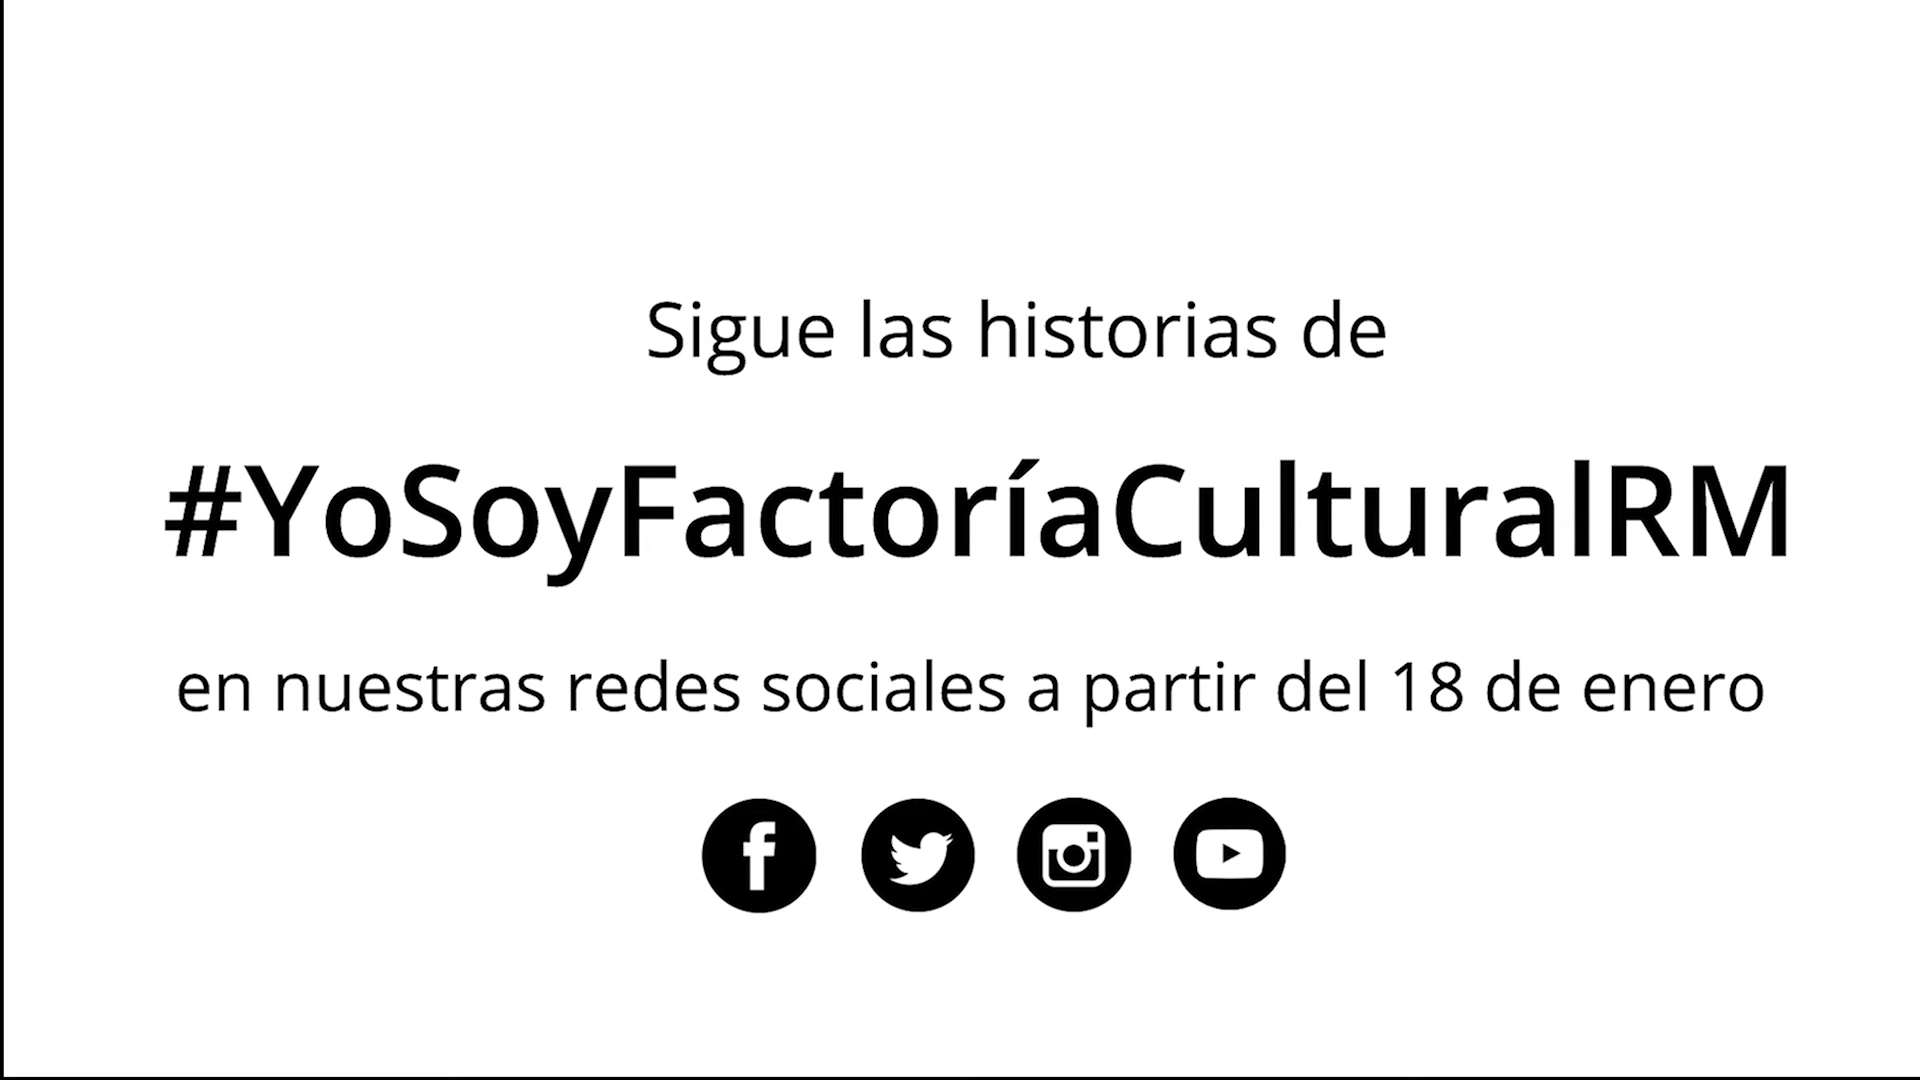 Sigue las historias de
#YoSoyFactoríaCulturalRM
en nuestras redes sociales a partir del 18 de enero